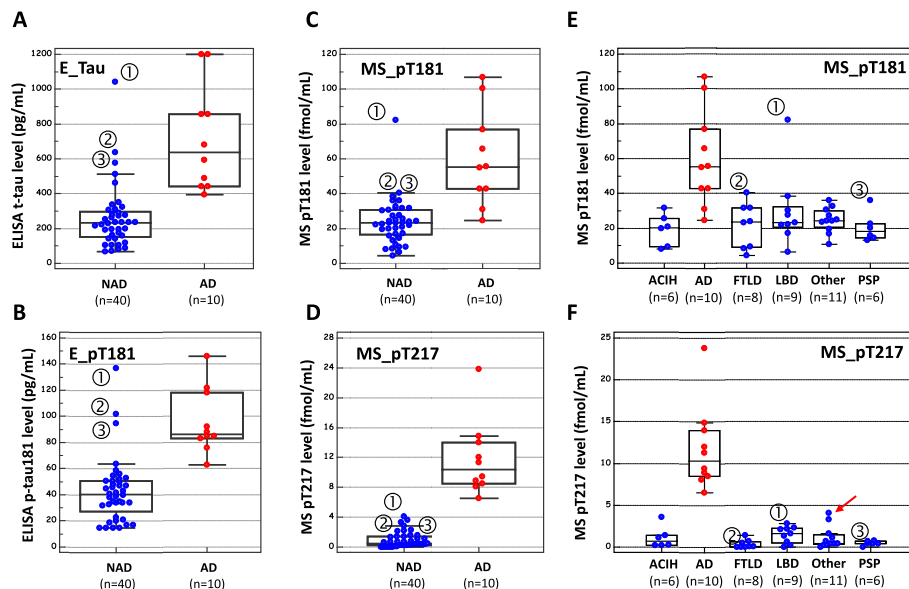 A
E_Tau
ELISA t-tau level (pg/mL)
1200
1000
800
600
400
200
0
①
②
③
NAD
(n=40)
AD
(n=10)
B
E_pT181
ELISA p-tau181 level (pg/mL)
160
140
120
100
80
60
40
20
0
①
②
③
NAD
(n=40)
AD
(n=10)
C
MS_pT181
MS pT181 level (fmol/mL)
120
100
80
60
40
20
0
①
② ③
NAD
(n=40)
AD
(n=10)
D
MS_pT217
MS pT217 level (fmol/mL)
28
24
20
16
12
8
4
0
①
② ③
NAD
(n=40)
AD
(n=10)
E
MS_pT181
MS pT181 level (fmol/mL)
120
100
80
60
40
20
0
①
②
③
ACIH AD FTLD LBD Other PSP
(n=6) (n=10) (n=8) (n=9) (n=11) (n=6)
F
MS_pT217
MS pT217 level (fmol/mL)
25
20
15
10
5
0
①
② ③
ACIH AD FTLD LBD Other PSP
(n=6) (n=10) (n=8) (n=9) (n=11) (n=6)